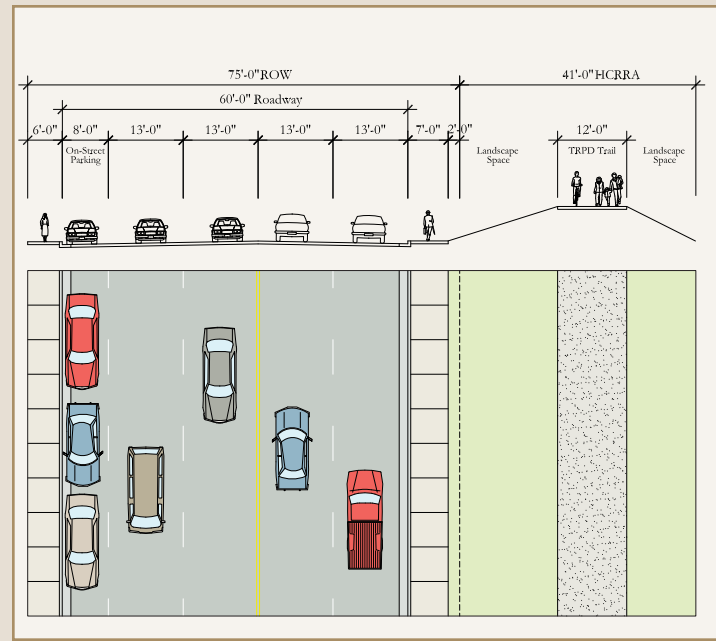 75'-0" ROW
41'-0" HCRRA
60'-0" Roadway
6'-0"
8'-0"
13'-0"
13'-0"
13'-0"
13'-0"
7'-0"
2'-0"
12'-0"
On-Street
Parking
Landscape
Space
TRPD Trail
Landscape
Space